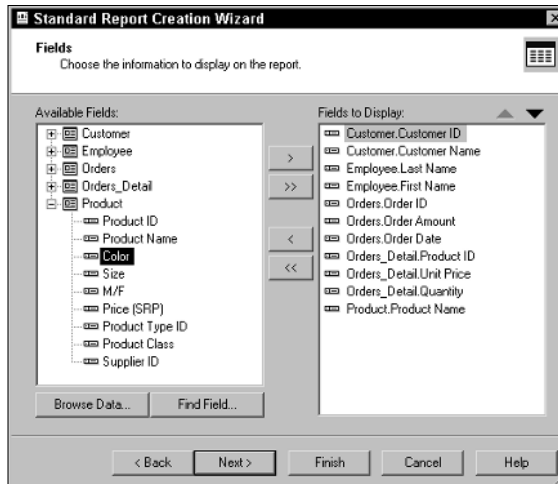 Standard Report Creation Wizard
Fields
Choose the information to display on the report.
Available Fields:
Customer
Employee
Orders
Orders_Detail
Product
Product ID
Product Name
Color
Size
M/F
Price (SRP)
Product Type ID
Product Class
Supplier ID
Browse Data...
Find Field...
>
>>
<
<<
Fields to Display:
Customer.Customer ID
Customer.Customer Name
Employee.Last Name
Employee.First Name
Orders.Order ID
Orders.Order Amount
Orders.Order Date
Orders_Detail.Product ID
Orders_Detail.Unit Price
Orders_Detail.Quantity
Product.Product Name
< Back
Next >
Finish
Cancel
Help